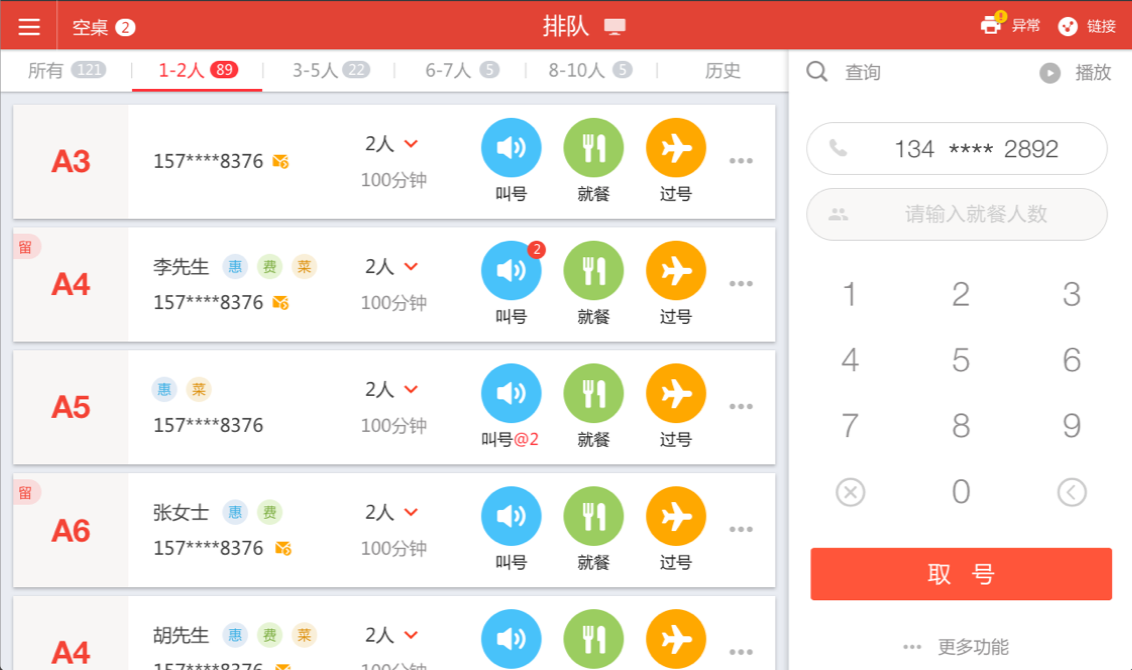 空桌 2
排队
异常
链接
所有 121
1-2人 89
3-5人 22
6-7人 5
8-10人 5
历史
查询
播放
A3
157****8376
2人
100分钟
叫号
就餐
过号
134 **** 2892
请输入就餐人数
留
A4
李先生 惠 费 菜
157****8376
2人
100分钟
2
叫号
就餐
过号
A5
惠 菜
157****8376
2人
100分钟
叫号@2
就餐
过号
留
A6
张女士 惠 费
157****8376
2人
100分钟
叫号
就餐
过号
A4
胡先生 惠 费 菜
157****8376
2人
100分钟
1 2 3
4 5 6
7 8 9
0
取 号
更多功能